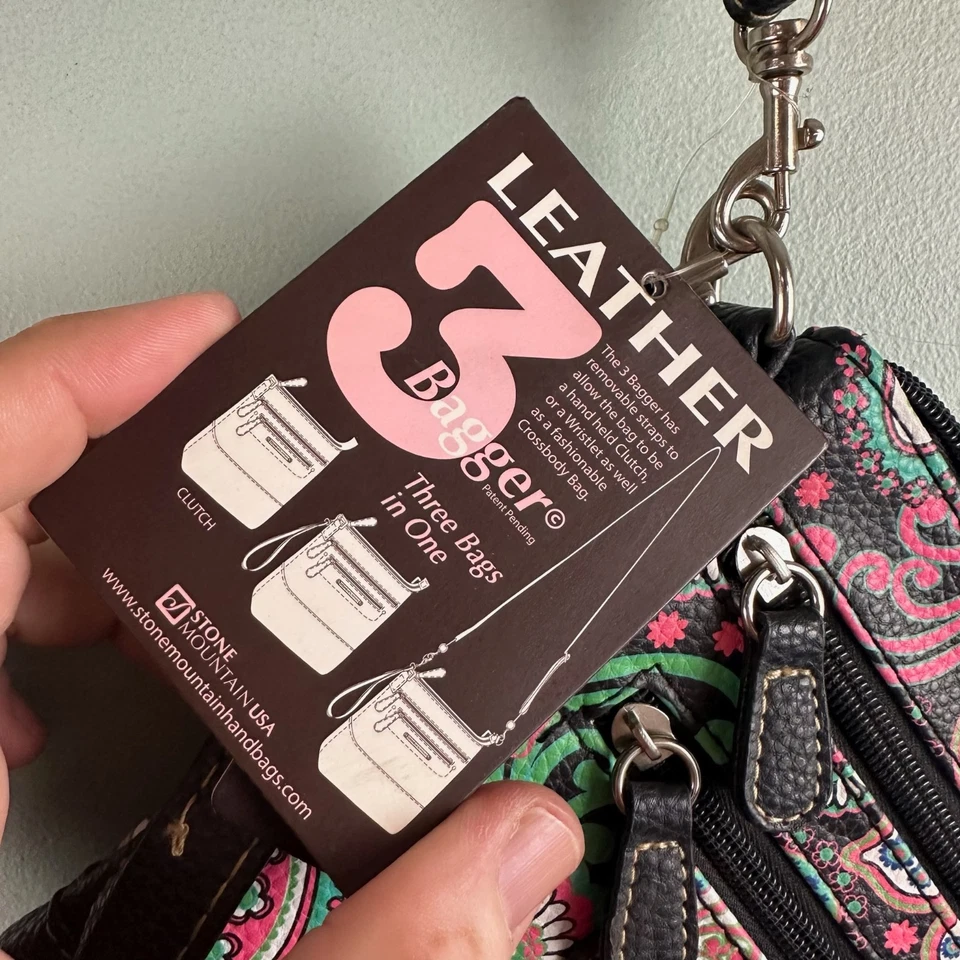 LEATHER
3
Bagger©
Patent Pending
Three Bags
in One
The 3 Bagger has
removable straps to
allow the bag to be
a hand held Clutch,
or a Wristlet as well
as a fashionable
Crossbody Bag.
CLUTCH
STONE
MOUNTAIN USA
www.stonemountainhandbags.com